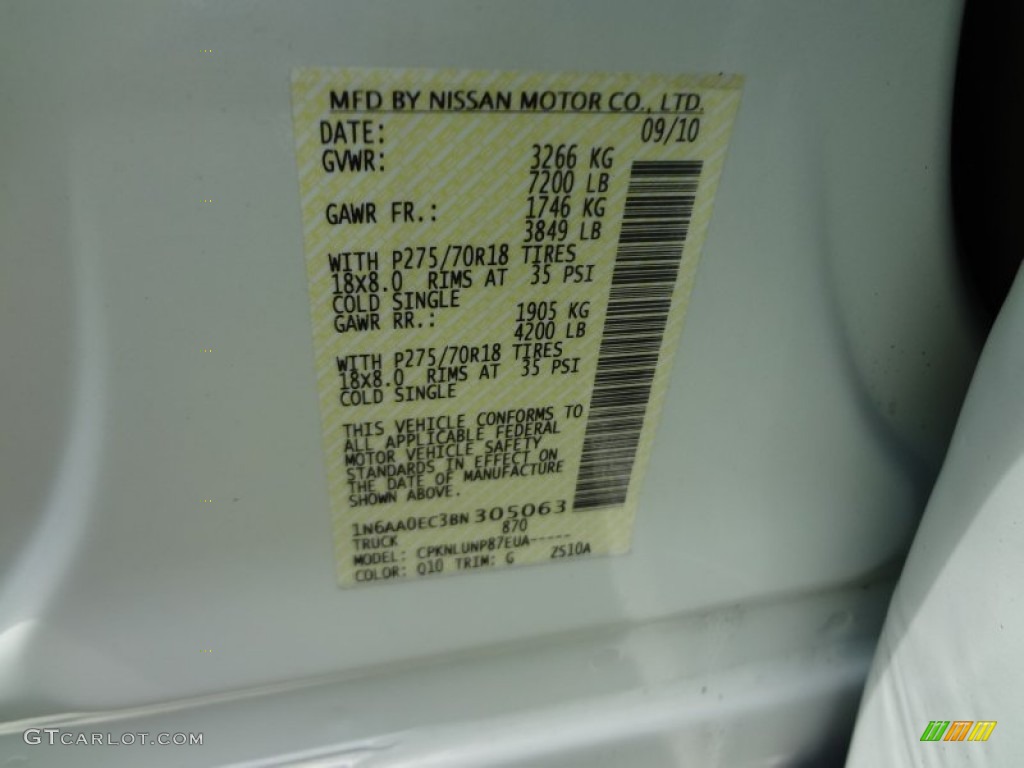 MFD BY NISSAN MOTOR CO., LTD.
DATE: 09/10
GVWR: 3266 KG
7200 LB
GAWR FR.: 1746 KG
3849 LB
WITH P275/70R18 TIRES
18X8.0 RIMS AT 35 PSI
COLD SINGLE
GAWR RR.: 1905 KG
4200 LB
WITH P275/70R18 TIRES
18X8.0 RIMS AT 35 PSI
COLD SINGLE
THIS VEHICLE CONFORMS TO
ALL APPLICABLE FEDERAL
MOTOR VEHICLE SAFETY
STANDARDS IN EFFECT ON
THE DATE OF MANUFACTURE
SHOWN ABOVE.
1N6AA0EC3BN305063
TRUCK 870
MODEL: CPKNLUNP87EUA-----
COLOR: Q10 TRIM: G ZS10A
GTCARLOT.COM